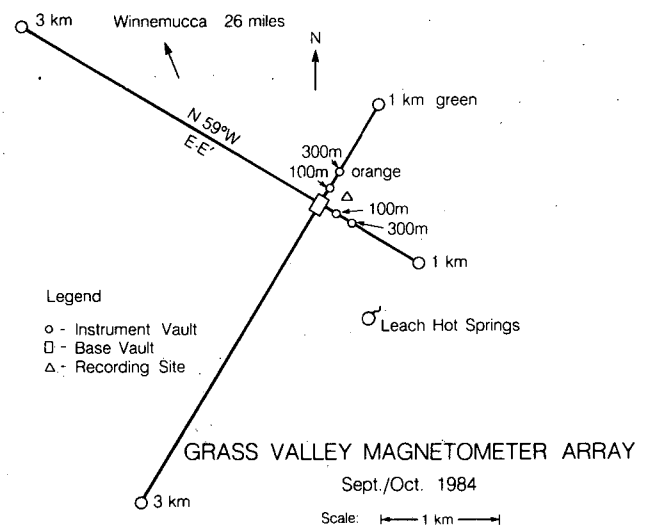 3 km
Winnemucca 26 miles
N
1 km green
N 59°W
E-E'
300m
orange
100m
100m
300m
1 km
Leach Hot Springs
Legend
o - Instrument Vault
▯ - Base Vault
△ - Recording Site
GRASS VALLEY MAGNETOMETER ARRAY
3 km
Sept./Oct. 1984
Scale: 1 km